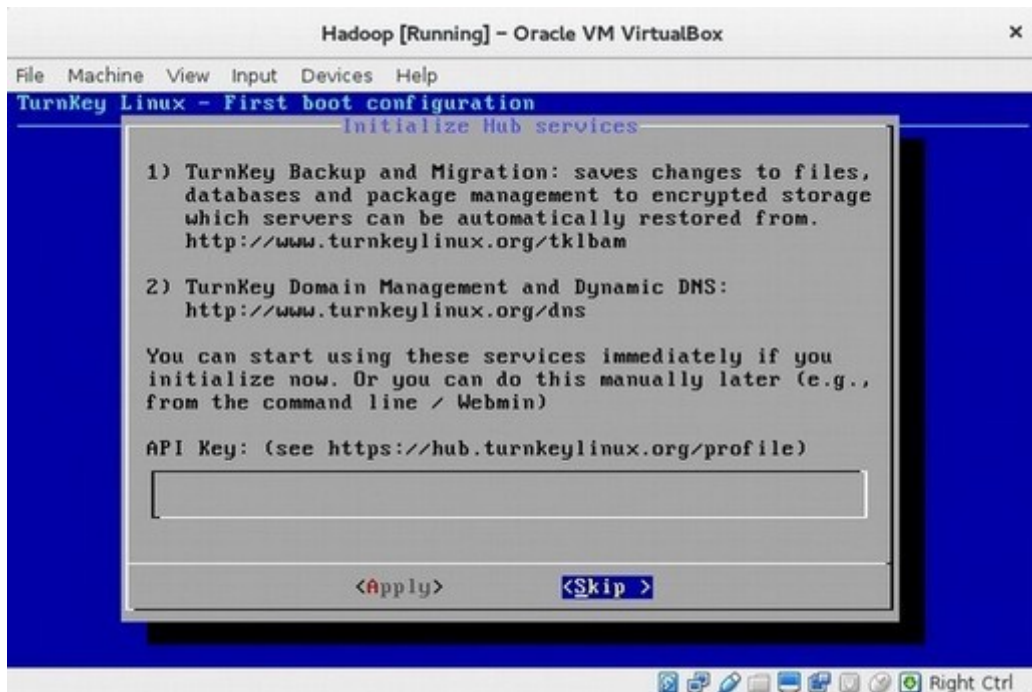 Hadoop [Running] – Oracle VM VirtualBox
File Machine View Input Devices Help
TurnKey Linux – First boot configuration
Initialize Hub services
1) TurnKey Backup and Migration: saves changes to files,
databases and package management to encrypted storage
which servers can be automatically restored from.
http://www.turnkeylinux.org/tklbam
2) TurnKey Domain Management and Dynamic DNS:
http://www.turnkeylinux.org/dns
You can start using these services immediately if you
initialize now. Or you can do this manually later (e.g.,
from the command line / Webmin)
API Key: (see https://hub.turnkeylinux.org/profile)
<Apply> <Skip >
Right Ctrl